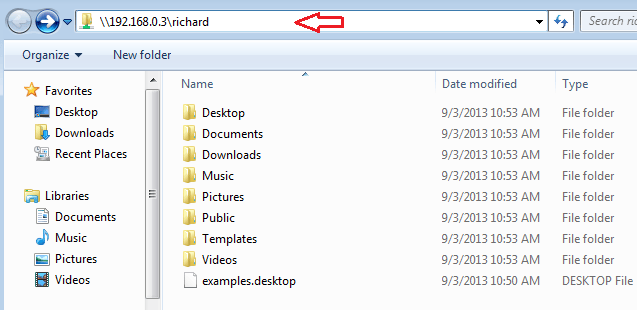 \\192.168.0.3\richard
Search ric
Organize New folder
Name Date modified Type
Favorites
Desktop
Downloads
Recent Places
Libraries
Documents
Music
Pictures
Videos
Desktop 9/3/2013 10:53 AM File folder
Documents 9/3/2013 10:53 AM File folder
Downloads 9/3/2013 10:53 AM File folder
Music 9/3/2013 10:53 AM File folder
Pictures 9/3/2013 10:53 AM File folder
Public 9/3/2013 10:53 AM File folder
Templates 9/3/2013 10:53 AM File folder
Videos 9/3/2013 10:53 AM File folder
examples.desktop 9/3/2013 10:50 AM DESKTOP File